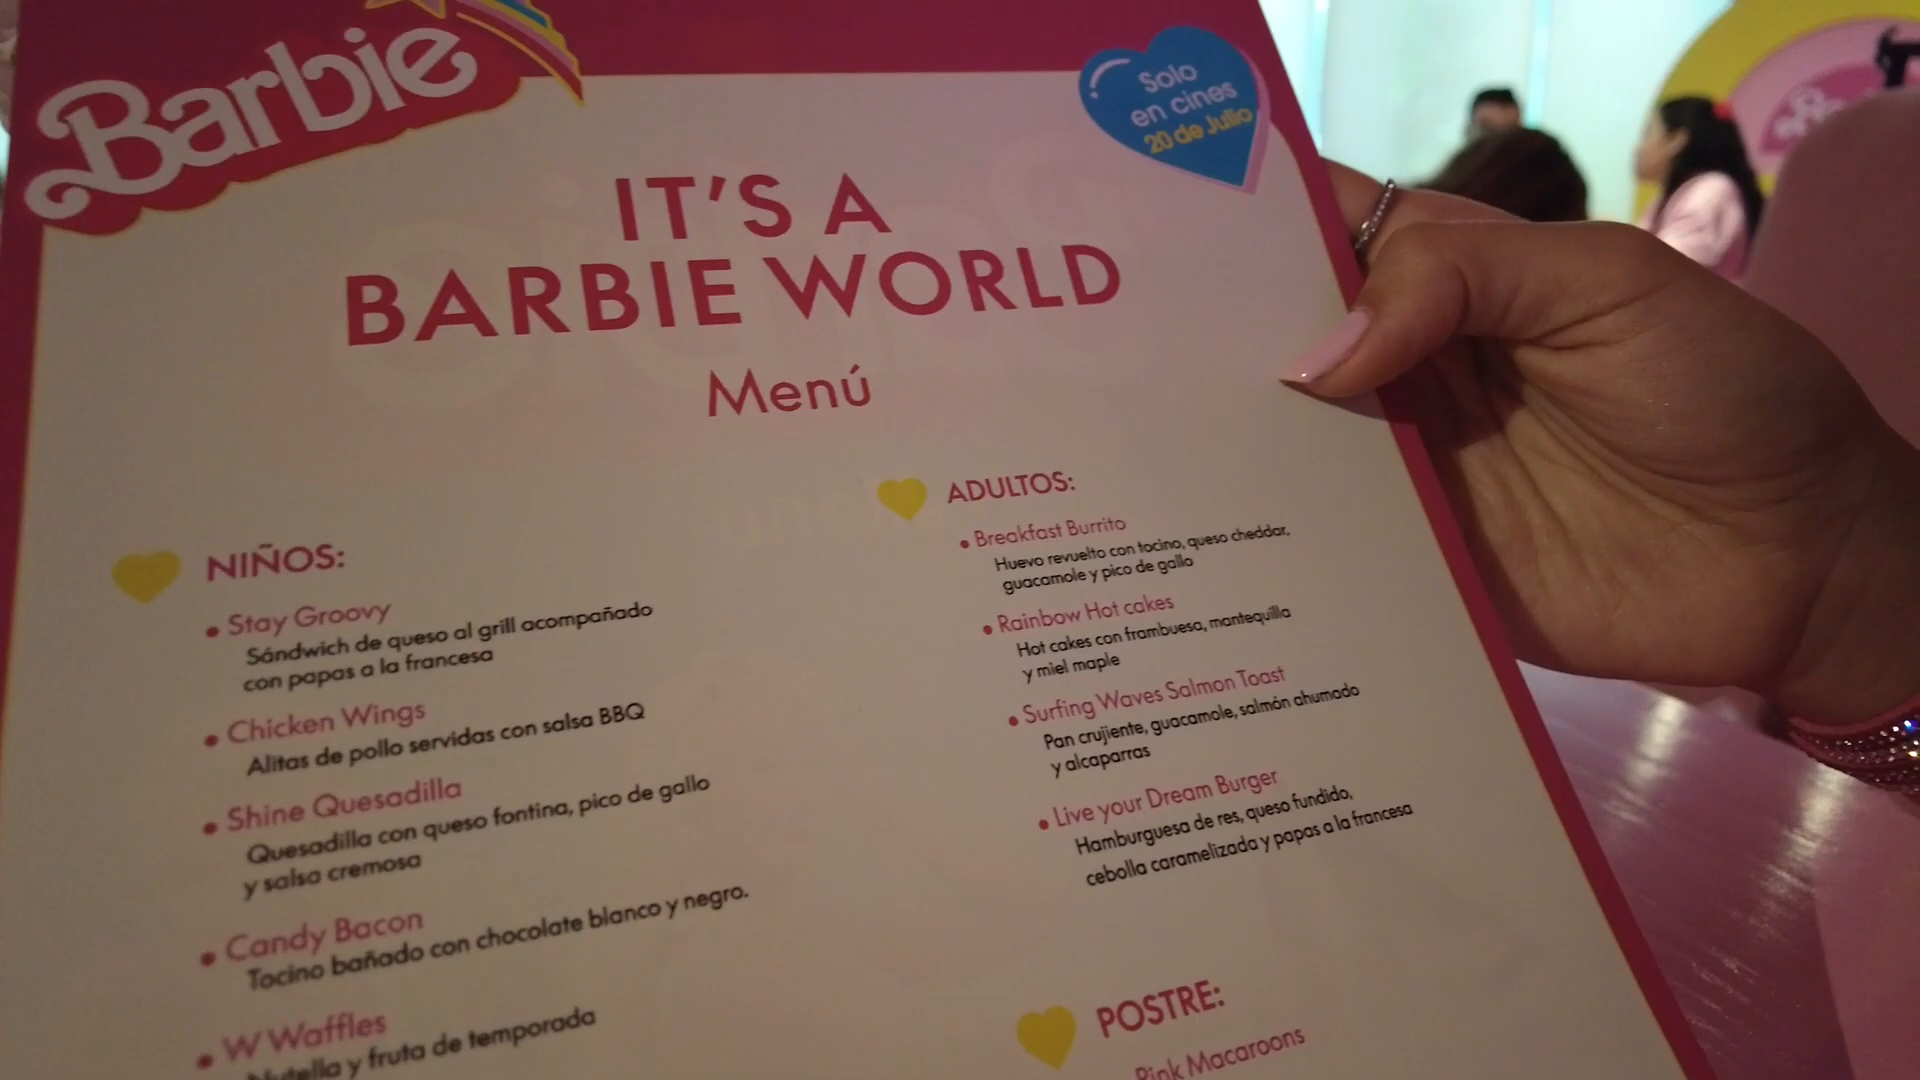 Barbie
Solo
en cines
20 de Julio
IT'S A
BARBIE WORLD
Menú
NIÑOS:
• Stay Groovy
Sándwich de queso al grill acompañado
con papas a la francesa
• Chicken Wings
Alitas de pollo servidas con salsa BBQ
• Shine Quesadilla
Quesadilla con queso fontina, pico de gallo
y salsa cremosa
• Candy Bacon
Tocino bañado con chocolate blanco y negro.
• W Waffles
Nutella y fruta de temporada
ADULTOS:
• Breakfast Burrito
Huevo revuelto con tocino, queso cheddar,
guacamole y pico de gallo
• Rainbow Hot cakes
Hot cakes con frambuesa, mantequilla
y miel maple
• Surfing Waves Salmon Toast
Pan crujiente, guacamole, salmón ahumado
y alcaparras
• Live your Dream Burger
Hamburguesa de res, queso fundido,
cebolla caramelizada y papas a la francesa
POSTRE:
Pink Macaroons